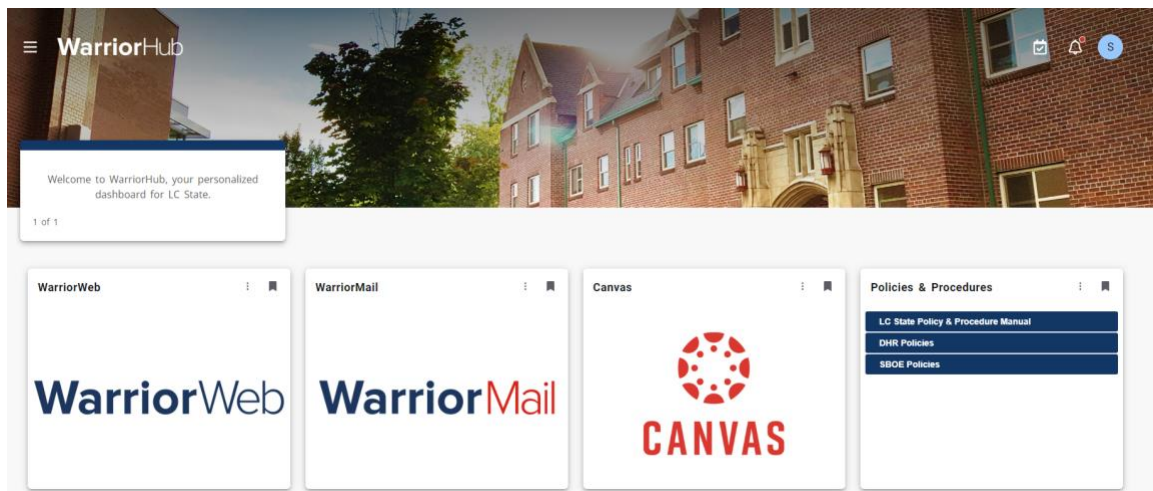 WarriorHub
S
Welcome to WarriorHub, your personalized
dashboard for LC State.
1 of 1
WarriorWeb
WarriorWeb
WarriorMail
WarriorMail
Canvas
CANVAS
Policies & Procedures
LC State Policy & Procedure Manual
DHR Policies
SBOE Policies